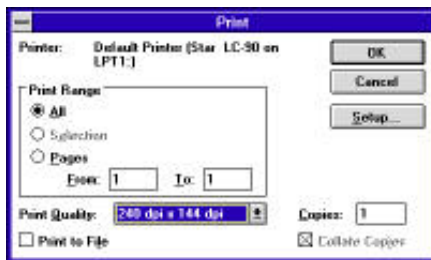 Print
Printer: Default Printer (Star LC-90 on
LPT1:)
OK
Cancel
Setup...
Print Range
All
Selection
Pages
From: 1 To: 1
Print Quality: 240 dpi x 144 dpi
Copies: 1
Print to File
Collate Copies